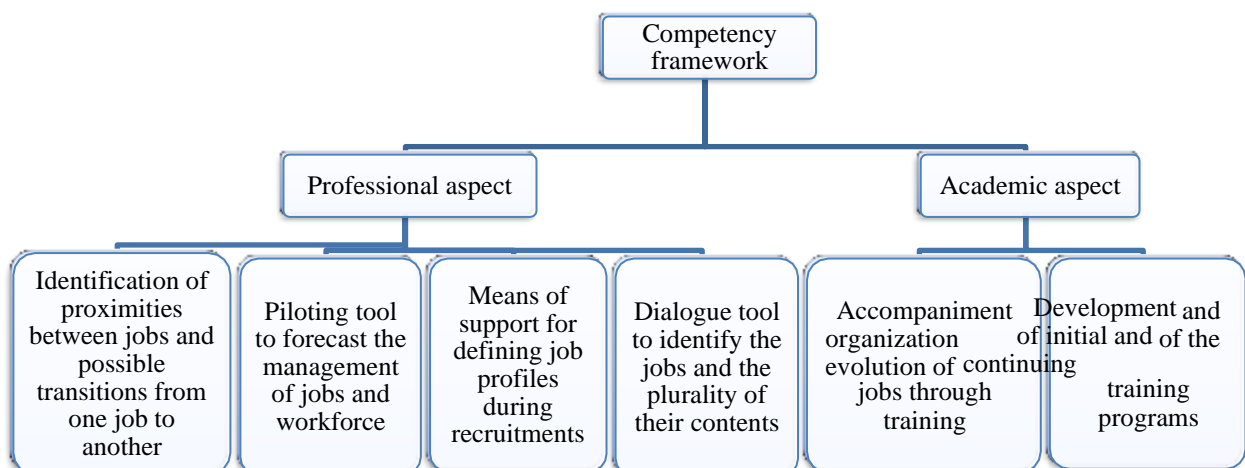 Competency
framework
Professional aspect
Academic aspect
Identification of
proximities
between jobs and
possible
transitions from
one job to
another
Piloting tool
to forecast the
management
of jobs and
workforce
Means of
support for
defining job
profiles
during
recruitments
Dialogue tool
to identify the
jobs and the
plurality of
their contents
Accompaniment
organization
evolution of
jobs through
training
Development and
of initial and of the
continuing
training
programs